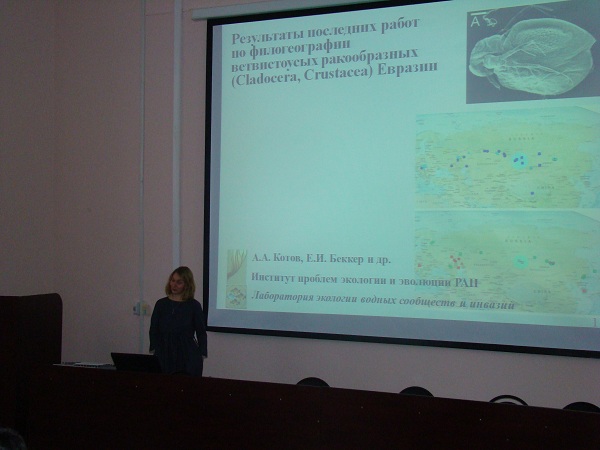 Результаты последних работ
по филогеографии
ветвистоусых ракообразных
(Cladocera, Crustacea) Евразии
A
А.А. Котов, Е.И. Беккер и др.
Институт проблем экологии и эволюции РАН
Лаборатория экологии водных сообществ и инвазий
1